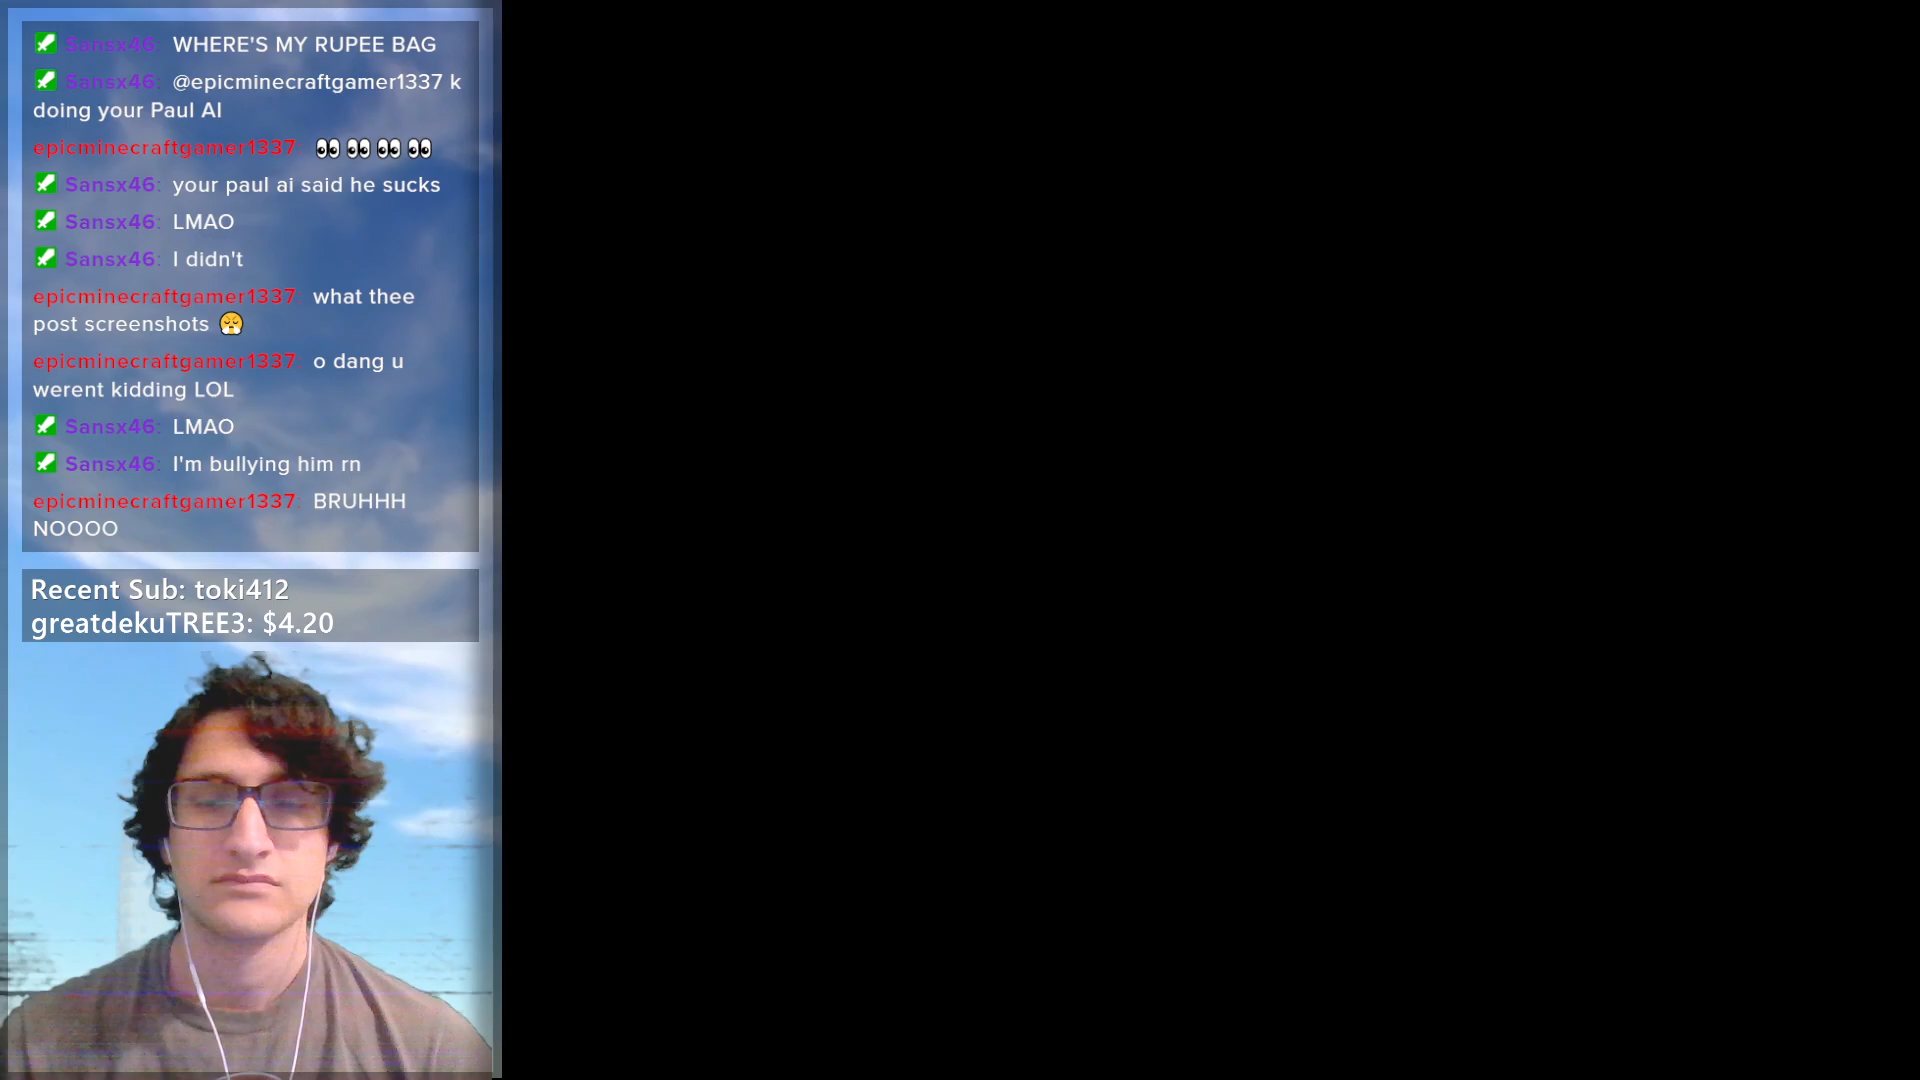 Sansx46: WHERE'S MY RUPEE BAG
Sansx46: @epicminecraftgamer1337 k
doing your Paul AI
epicminecraftgamer1337: 👀 👀 👀 👀
Sansx46: your paul ai said he sucks
Sansx46: LMAO
Sansx46: I didn't
epicminecraftgamer1337: what thee
post screenshots 😤
epicminecraftgamer1337: o dang u
werent kidding LOL
Sansx46: LMAO
Sansx46: I'm bullying him rn
epicminecraftgamer1337: BRUHHH
NOOOO
Recent Sub: toki412
greatdekuTREE3: $4.20